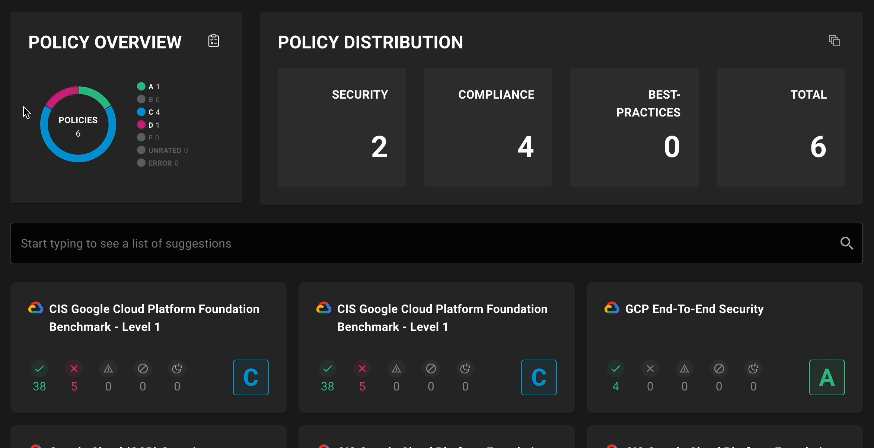 POLICY OVERVIEW
POLICIES
6
A 1
B 0
C 4
D 1
F 0
UNRATED 0
ERROR 0
POLICY DISTRIBUTION
SECURITY
2
COMPLIANCE
4
BEST-
PRACTICES
0
TOTAL
6
Start typing to see a list of suggestions
CIS Google Cloud Platform Foundation
Benchmark - Level 1
38 5 0 0 0
C
CIS Google Cloud Platform Foundation
Benchmark - Level 1
38 5 0 0 0
C
GCP End-To-End Security
4 0 0 0 0
A